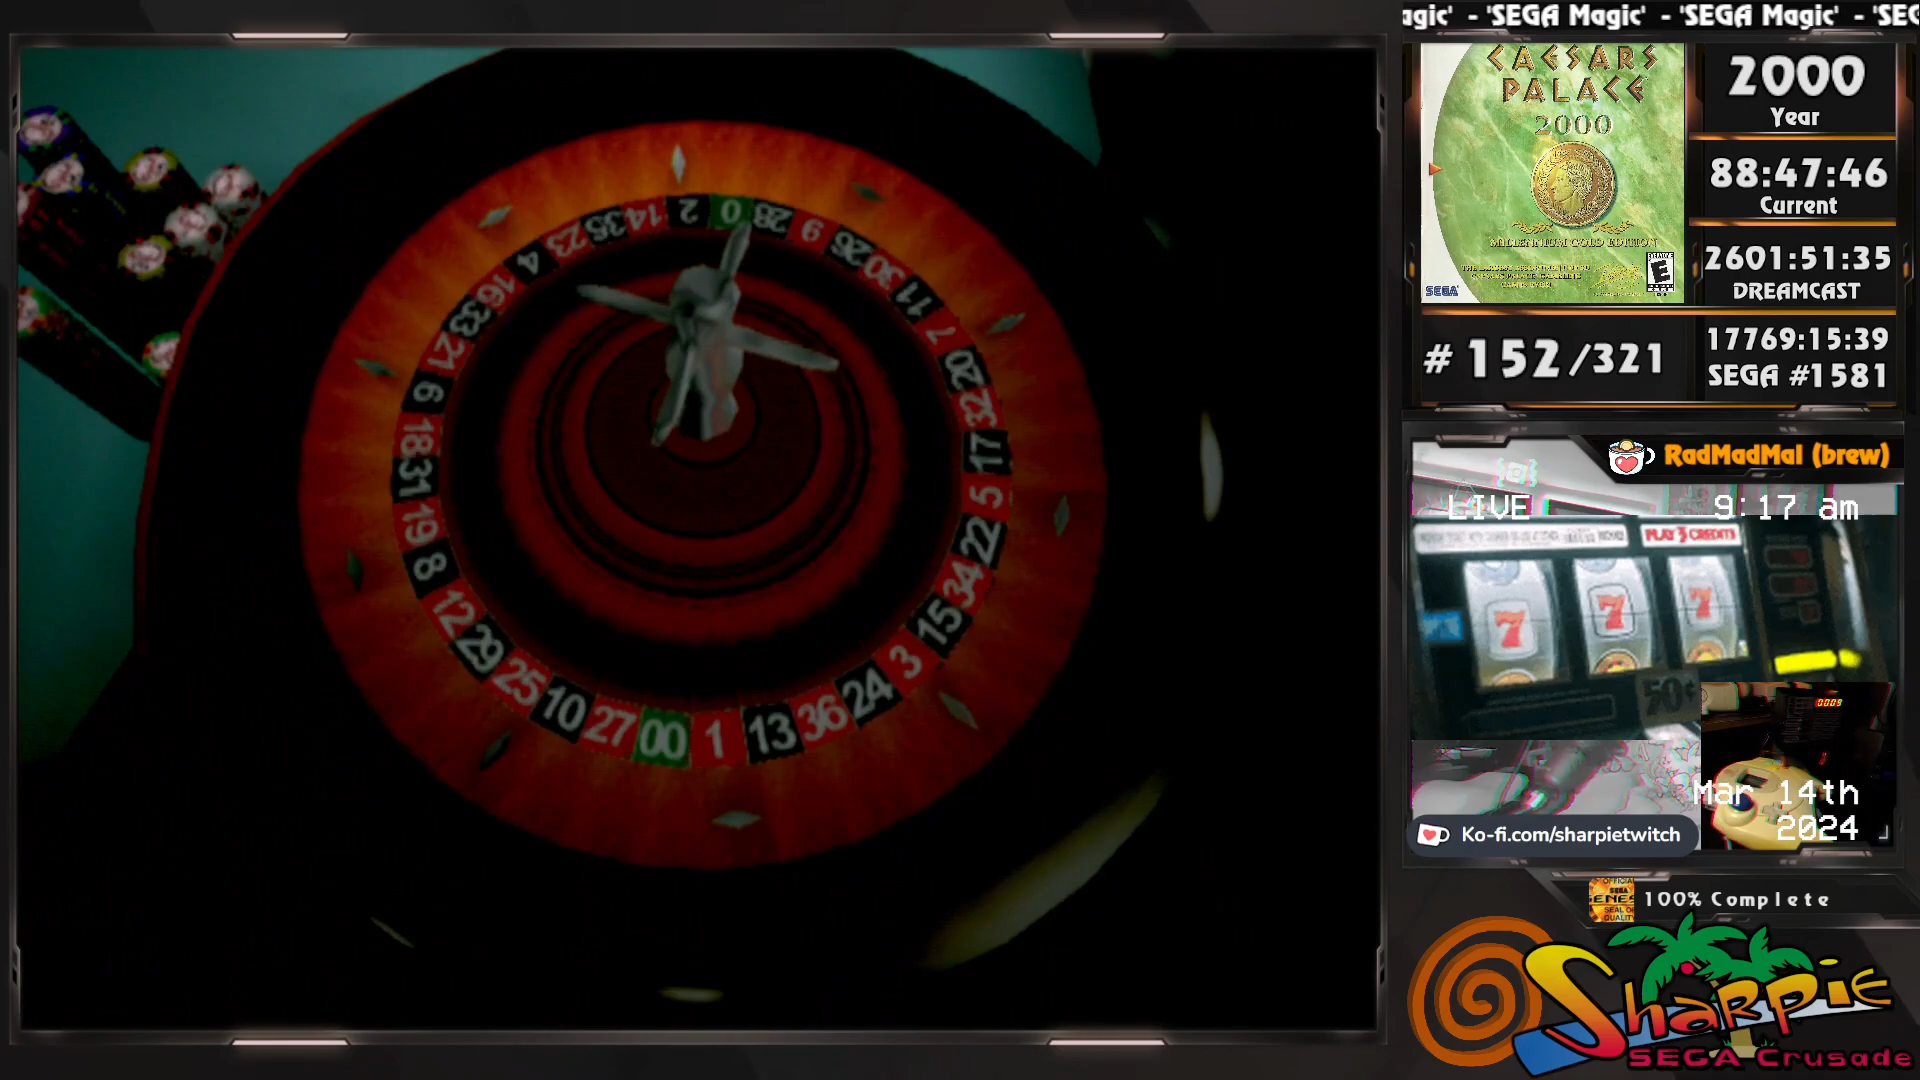 agic' - 'SEGA Magic' - 'SEGA Magic' - 'SEG
CAESARS
PALACE
2000
MILLENNIUM GOLD EDITION
SEGA
E
2000
Year
88:47:46
Current
2601:51:35
DREAMCAST
# 152/321
17769:15:39
SEGA #1581
RadMadMal (brew)
LIVE
9:17 am
PLAY 3 CREDITS
7
7
7
50¢
0009
Mar 14th
2024
Ko-fi.com/sharpietwitch
100% Complete
Sharpie
SEGA Crusade
0 28 9 26 30 11 7 20 32 17 5 22 34 15 3 24 36 13 1 00 27 10 25 29 12 8 19 31 18 6 21 33 16 4 23 35 14 2